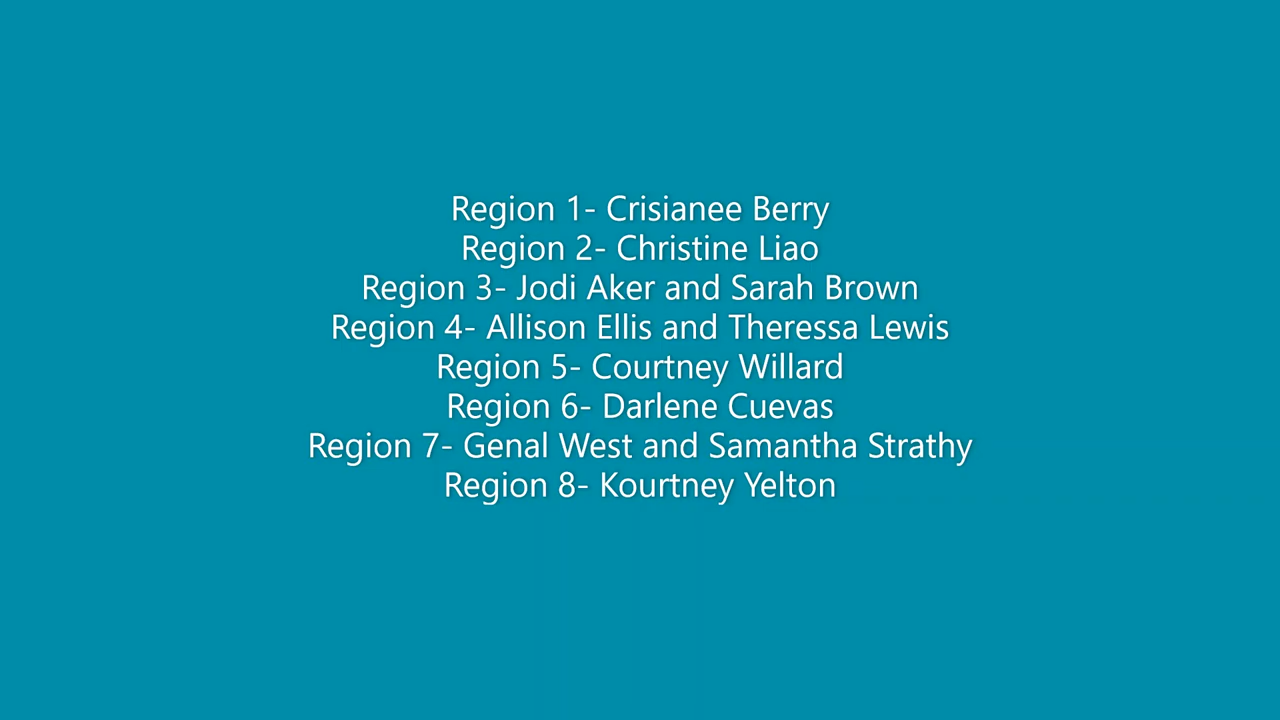 Region 1- Crisianee Berry
Region 2- Christine Liao
Region 3- Jodi Aker and Sarah Brown
Region 4- Allison Ellis and Theressa Lewis
Region 5- Courtney Willard
Region 6- Darlene Cuevas
Region 7- Genal West and Samantha Strathy
Region 8- Kourtney Yelton